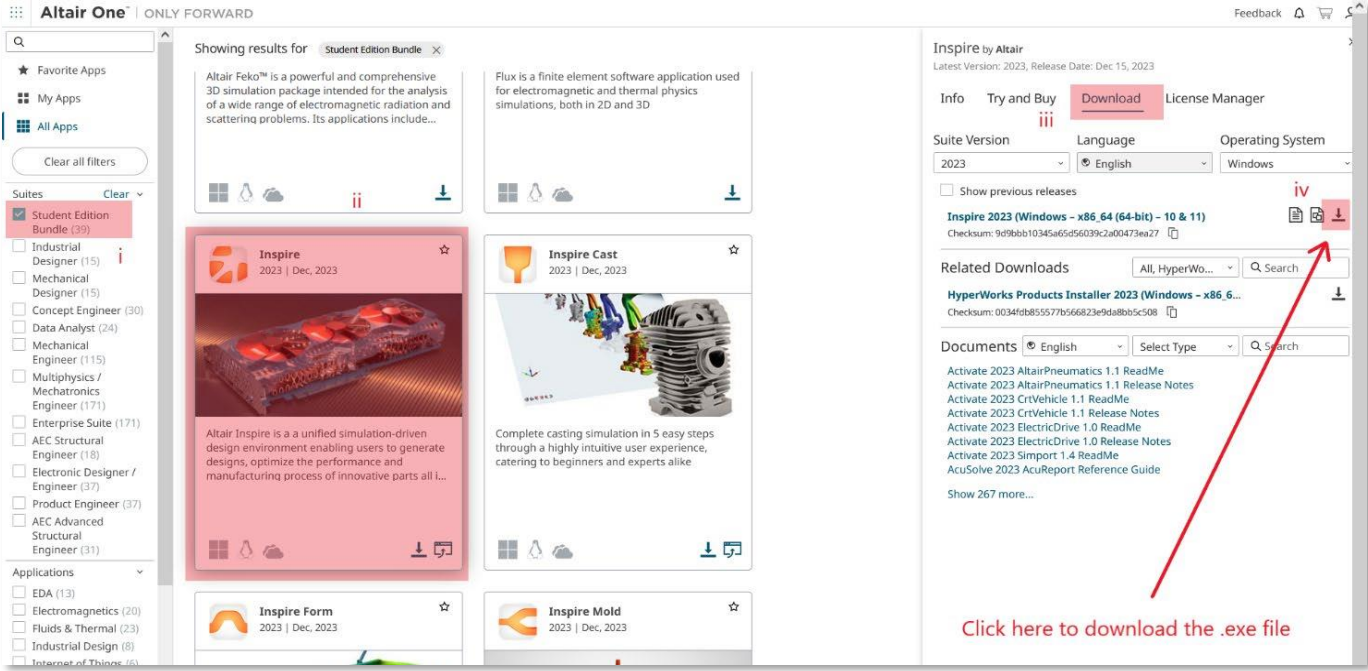 Altair One™ | ONLY FORWARD
Feedback
Favorite Apps
My Apps
All Apps
Clear all filters
Suites Clear
Student Edition
Bundle (39)
i
Industrial
Designer (15)
Mechanical
Designer (15)
Concept Engineer (30)
Data Analyst (24)
Mechanical
Engineer (115)
Multiphysics /
Mechatronics
Engineer (171)
Enterprise Suite (171)
AEC Structural
Engineer (18)
Electronic Designer /
Engineer (37)
Product Engineer (37)
AEC Advanced
Structural
Engineer (31)
Applications
EDA (13)
Electromagnetics (20)
Fluids & Thermal (23)
Industrial Design (8)
Internet of Things (6)
Showing results for Student Edition Bundle ×
Altair Feko™ is a powerful and comprehensive
3D simulation package intended for the analysis
of a wide range of electromagnetic radiation and
scattering problems. Its applications include...
ii
Flux is a finite element software application used
for electromagnetic and thermal physics
simulations, both in 2D and 3D
Inspire
2023 | Dec, 2023
Altair Inspire is a a unified simulation-driven
design environment enabling users to generate
designs, optimize the performance and
manufacturing process of innovative parts all i...
Inspire Cast
2023 | Dec, 2023
Complete casting simulation in 5 easy steps
through a highly intuitive user experience,
catering to beginners and experts alike
Inspire Form
2023 | Dec, 2023
Inspire Mold
2023 | Dec, 2023
Inspire by Altair
Latest Version: 2023, Release Date: Dec 15, 2023
Info Try and Buy Download License Manager
iii
Suite Version Language Operating System
2023 English Windows
Show previous releases
iv
Inspire 2023 (Windows – x86_64 (64-bit) – 10 & 11)
Checksum: 9d9bbb10345a65d56039c2a00473ea27
Related Downloads All, HyperWo... Search
HyperWorks Products Installer 2023 (Windows – x86_6...
Checksum: 0034fdb855577b566823e9da8bb5c508
Documents English Select Type Search
Activate 2023 AltairPneumatics 1.1 ReadMe
Activate 2023 AltairPneumatics 1.1 Release Notes
Activate 2023 CrtVehicle 1.1 ReadMe
Activate 2023 CrtVehicle 1.1 Release Notes
Activate 2023 ElectricDrive 1.0 ReadMe
Activate 2023 ElectricDrive 1.0 Release Notes
Activate 2023 Simport 1.4 ReadMe
AcuSolve 2023 AcuReport Reference Guide
Show 267 more...
Click here to download the .exe file